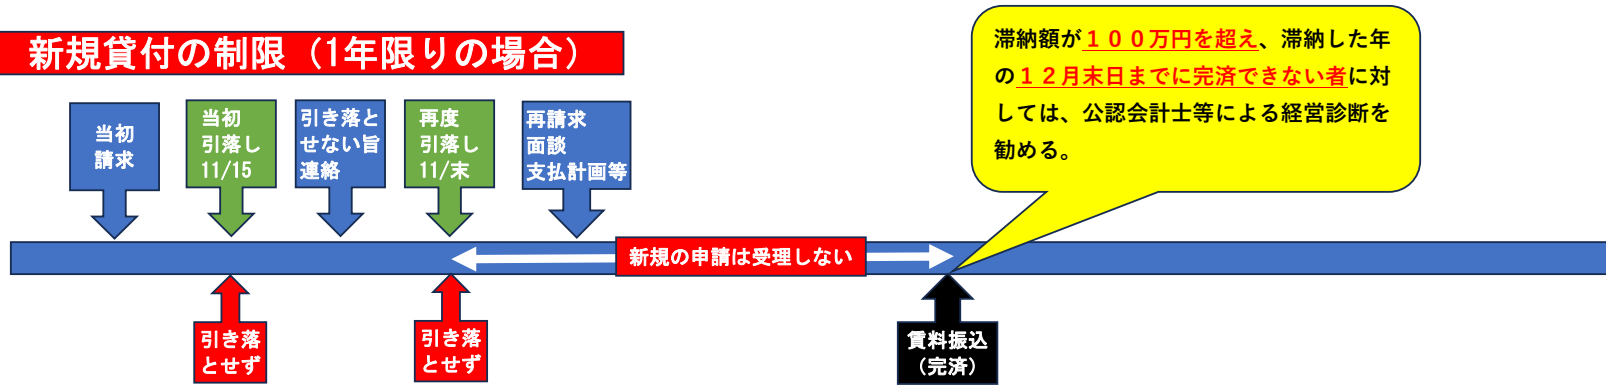 新規貸付の制限（1年限りの場合）
滞納額が１００万円を超え、滞納した年
の１２月末日までに完済できない者に対
しては、公認会計士等による経営診断を
勧める。
当初
請求
当初
引落し
11/15
引き落と
せない旨
連絡
再度
引落し
11/末
再請求
面談
支払計画等
新規の申請は受理しない
引き落
とせず
引き落
とせず
賃料振込
（完済）